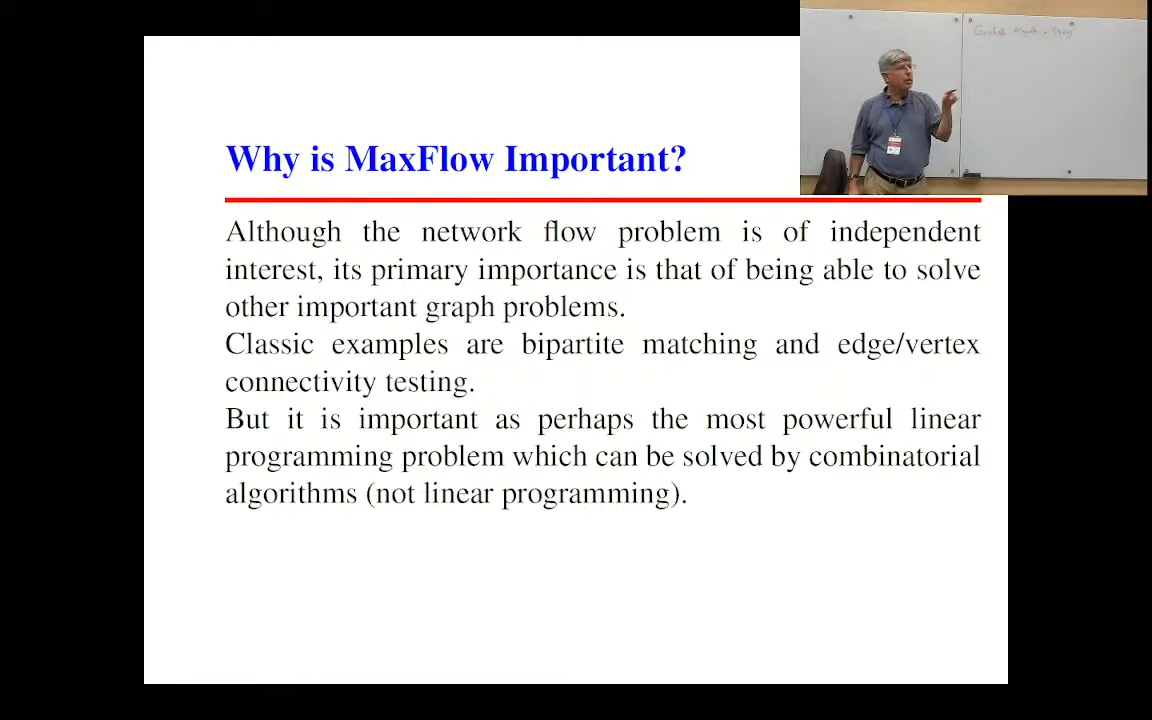 Why is MaxFlow Important?
Although the network flow problem is of independent
interest, its primary importance is that of being able to solve
other important graph problems.
Classic examples are bipartite matching and edge/vertex
connectivity testing.
But it is important as perhaps the most powerful linear
programming problem which can be solved by combinatorial
algorithms (not linear programming).